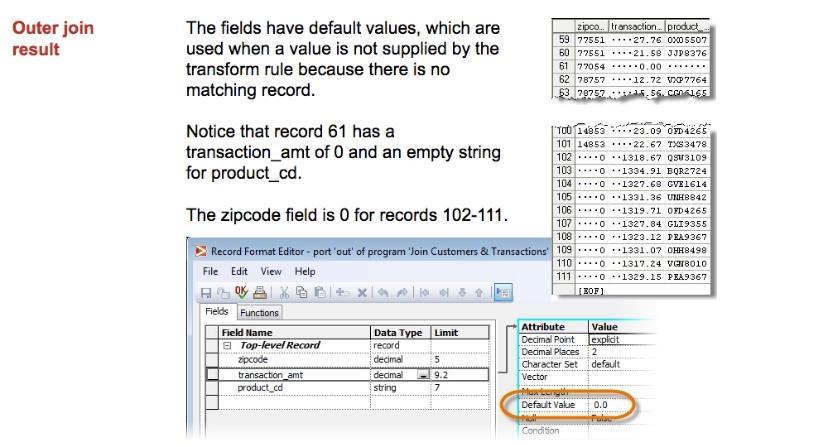 Outer join
result
The fields have default values, which are
used when a value is not supplied by the
transform rule because there is no
matching record.
Notice that record 61 has a
transaction_amt of 0 and an empty string
for product_cd.
The zipcode field is 0 for records 102-111.
zipco... transaction... product_...
59 77551 ····27.76 OXO5507
60 77551 ····21.58 JJP8376
61 77054 ·····0.00 ·······
62 78757 ····12.72 VXP7764
63 78757 ····15.56 CGO6165
100 14853 ····23.09 OFD4265
101 14853 ····22.67 TXS3478
102 ····0 ··1318.67 QSW3109
103 ····0 ··1334.91 BQR2724
104 ····0 ··1327.68 GVE1614
105 ····0 ··1331.36 UNH8842
106 ····0 ··1319.71 OFD4265
107 ····0 ··1327.84 GLI9355
108 ····0 ··1323.12 PEA9367
109 ····0 ··1331.07 OHH8498
110 ····0 ··1317.24 VGN8010
111 ····0 ··1329.15 PEA9367
[EOF]
Record Format Editor - port 'out' of program 'Join Customers & Transactions'
File Edit View Help
OK
Fields Functions
Field Name Data Type Limit
Top-level Record record
zipcode decimal 5
transaction_amt decimal ... 9.2
product_cd string 7
Attribute Value
Decimal Point explicit
Decimal Places 2
Character Set default
Vector
Max Length
Default Value 0.0
Null False
Condition